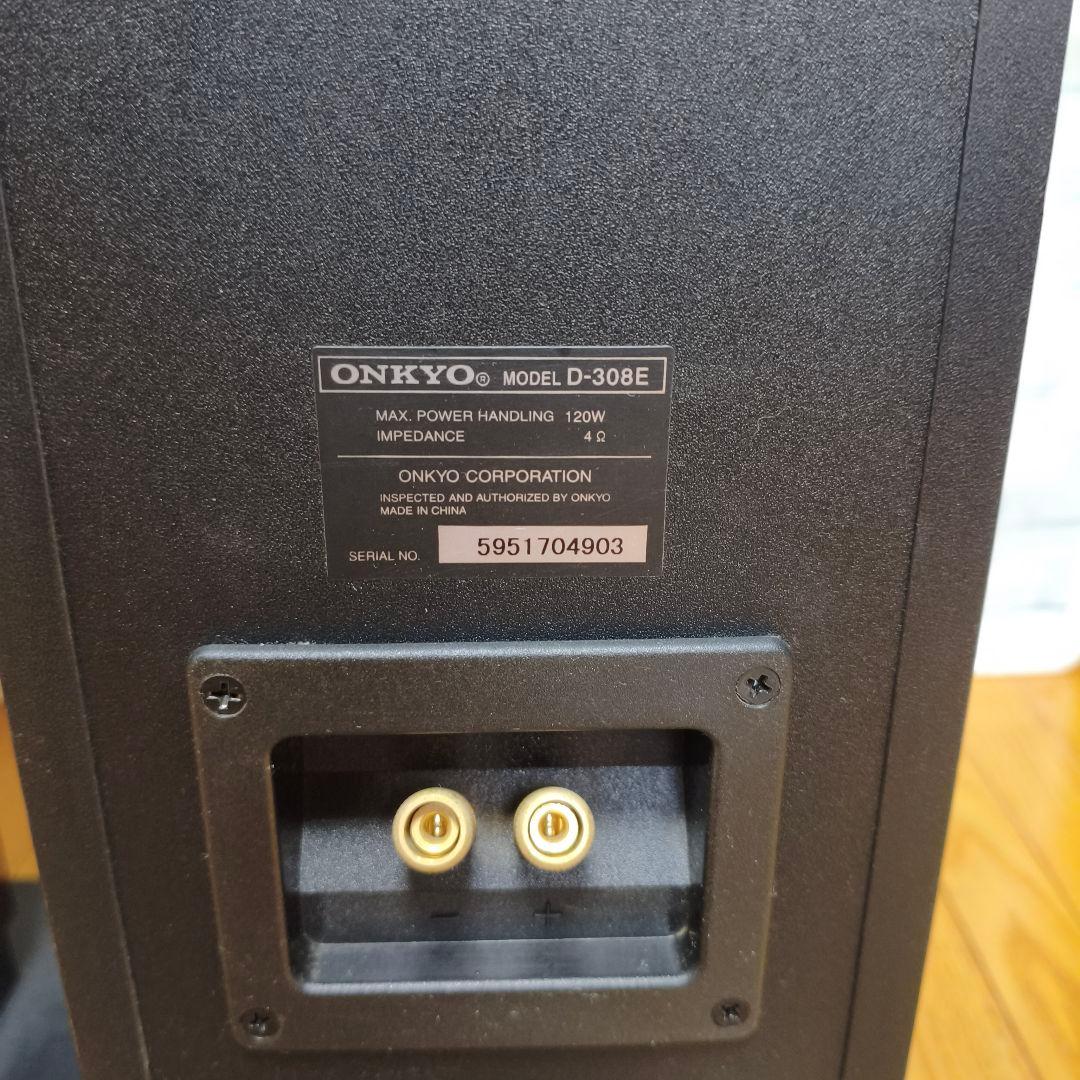 ONKYO® MODEL D-308E
MAX. POWER HANDLING 120W
IMPEDANCE 4Ω
ONKYO CORPORATION
INSPECTED AND AUTHORIZED BY ONKYO
MADE IN CHINA
SERIAL NO. 5951704903
− +